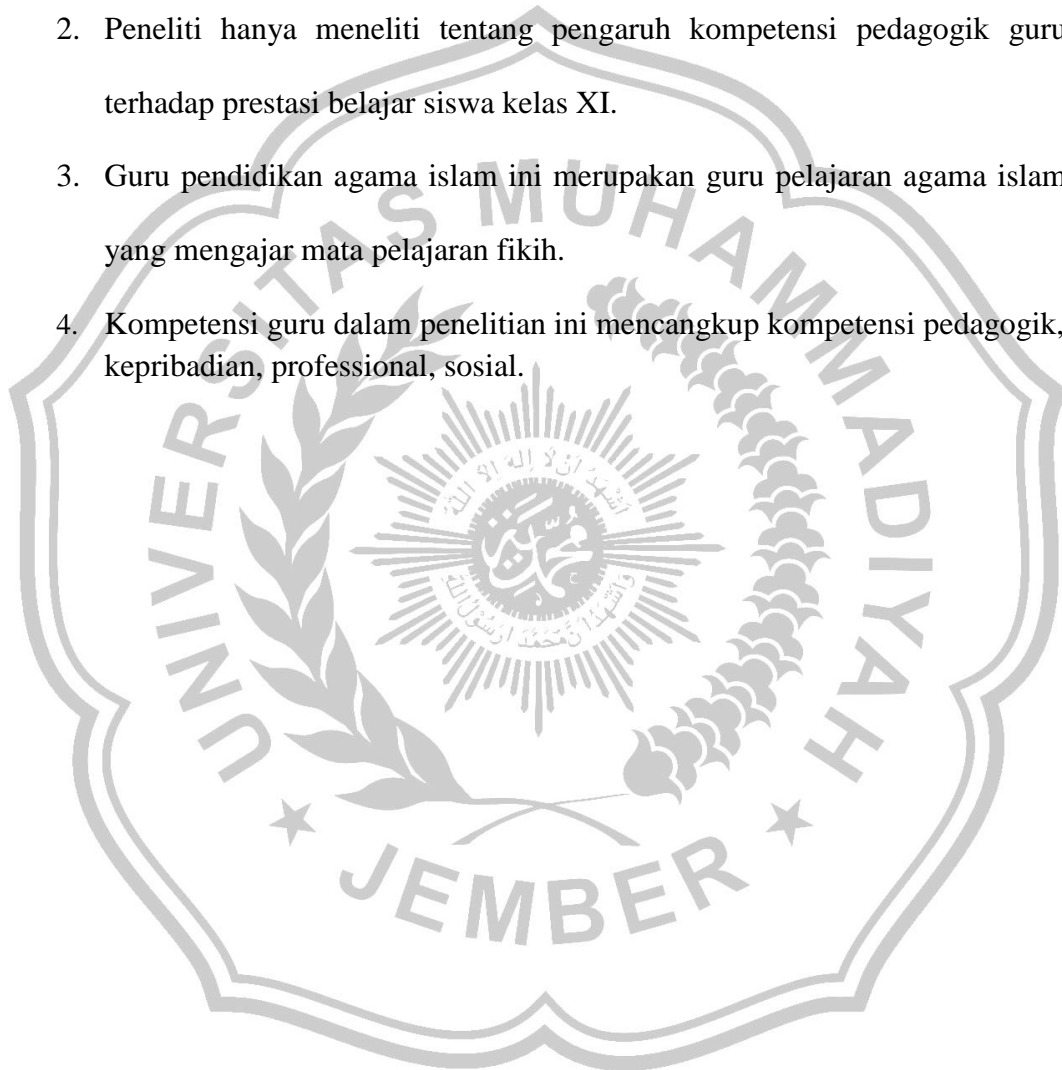 2. Peneliti hanya meneliti tentang pengaruh kompetensi pedagogik guru
terhadap prestasi belajar siswa kelas XI.
3. Guru pendidikan agama islam ini merupakan guru pelajaran agama islam
yang mengajar mata pelajaran fikih.
4. Kompetensi guru dalam penelitian ini mencangkup kompetensi pedagogik,
kepribadian, professional, sosial.
UNIVERSITAS MUHAMMADIYAH
JEMBER